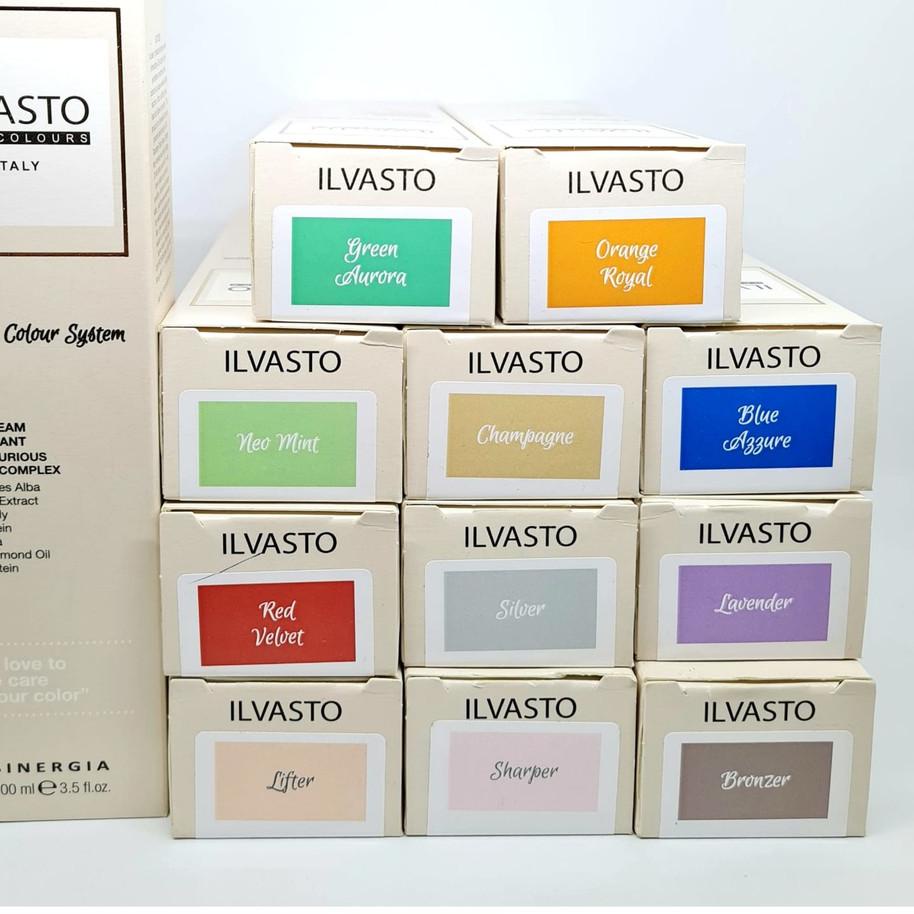 ASTO
COLOURS
TALY
Colour System
EAM
ANT
URIOUS
COMPLEX
es Alba
Extract
ly
ein
a
mond Oil
tein
love to
care
our color"
SINERGIA
00 ml ℮ 3.5 fl.oz.
ILVASTO
Green
Aurora
ILVASTO
Orange
Royal
ILVASTO
Neo Mint
ILVASTO
Champagne
ILVASTO
Blue
Azzure
ILVASTO
Red
Velvet
ILVASTO
Silver
ILVASTO
Lavender
ILVASTO
Lifter
ILVASTO
Sharper
ILVASTO
Bronzer